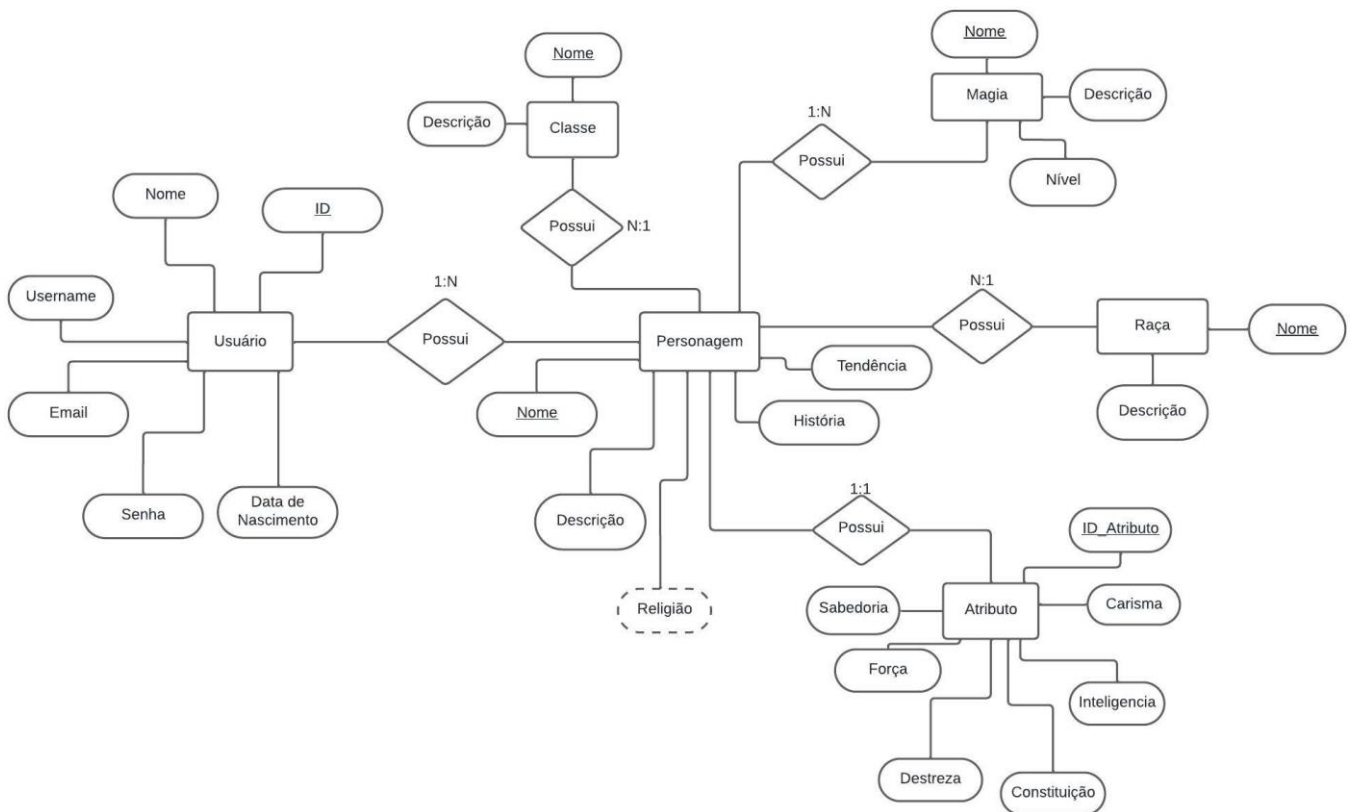 Nome
Magia
Descrição
Nível
1:N
Possui
Nome
Descrição
Classe
Possui
N:1
Nome
ID
Username
Usuário
Email
Senha
Data de
Nascimento
1:N
Possui
Personagem
Nome
Descrição
Religião
Tendência
História
N:1
Possui
Raça
Nome
Descrição
1:1
Possui
ID_Atributo
Sabedoria
Atributo
Carisma
Força
Inteligencia
Destreza
Constituição